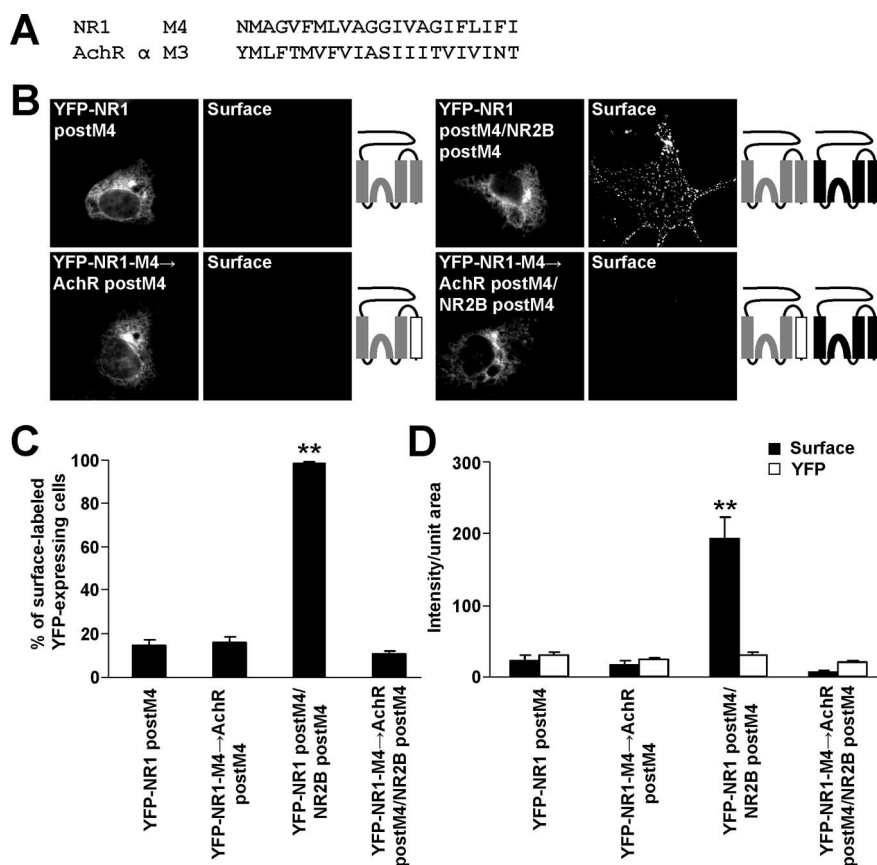 A
NR1 M4 NMAGVFMLVAGGIVAGIFLIFI
AchR α M3 YMLFTMVFVIASIIITVIVINT
B
YFP-NR1
postM4
Surface
YFP-NR1
postM4/NR2B
postM4
Surface
YFP-NR1-M4→
AchR postM4
Surface
YFP-NR1-M4→
AchR postM4/
NR2B postM4
Surface
C
% of surface-labeled
YFP-expressing cells
100
80
60
40
20
0
**
YFP-NR1 postM4
YFP-NR1-M4→AchR
postM4
YFP-NR1 postM4/
NR2B postM4
YFP-NR1-M4→AchR
postM4/NR2B postM4
D
Surface
YFP
Intensity/unit area
300
200
100
0
**
YFP-NR1 postM4
YFP-NR1-M4→AchR
postM4
YFP-NR1 postM4/
NR2B postM4
YFP-NR1-M4→AchR
postM4/NR2B postM4